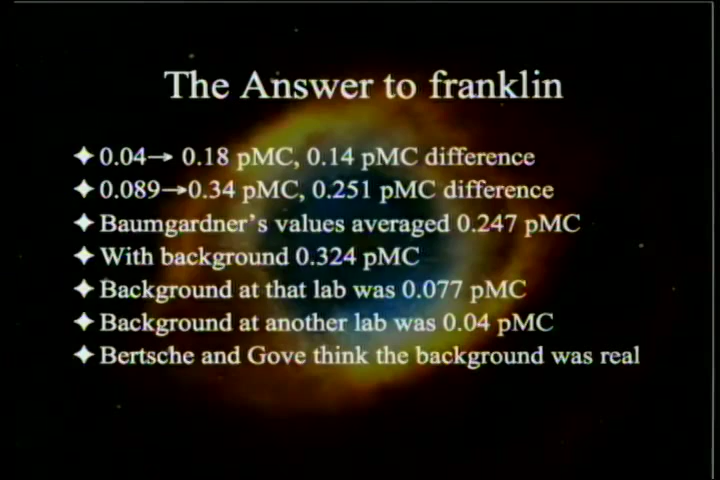 The Answer to franklin
✦ 0.04→ 0.18 pMC, 0.14 pMC difference
✦ 0.089→0.34 pMC, 0.251 pMC difference
✦ Baumgardner's values averaged 0.247 pMC
✦ With background 0.324 pMC
✦ Background at that lab was 0.077 pMC
✦ Background at another lab was 0.04 pMC
✦ Bertsche and Gove think the background was real